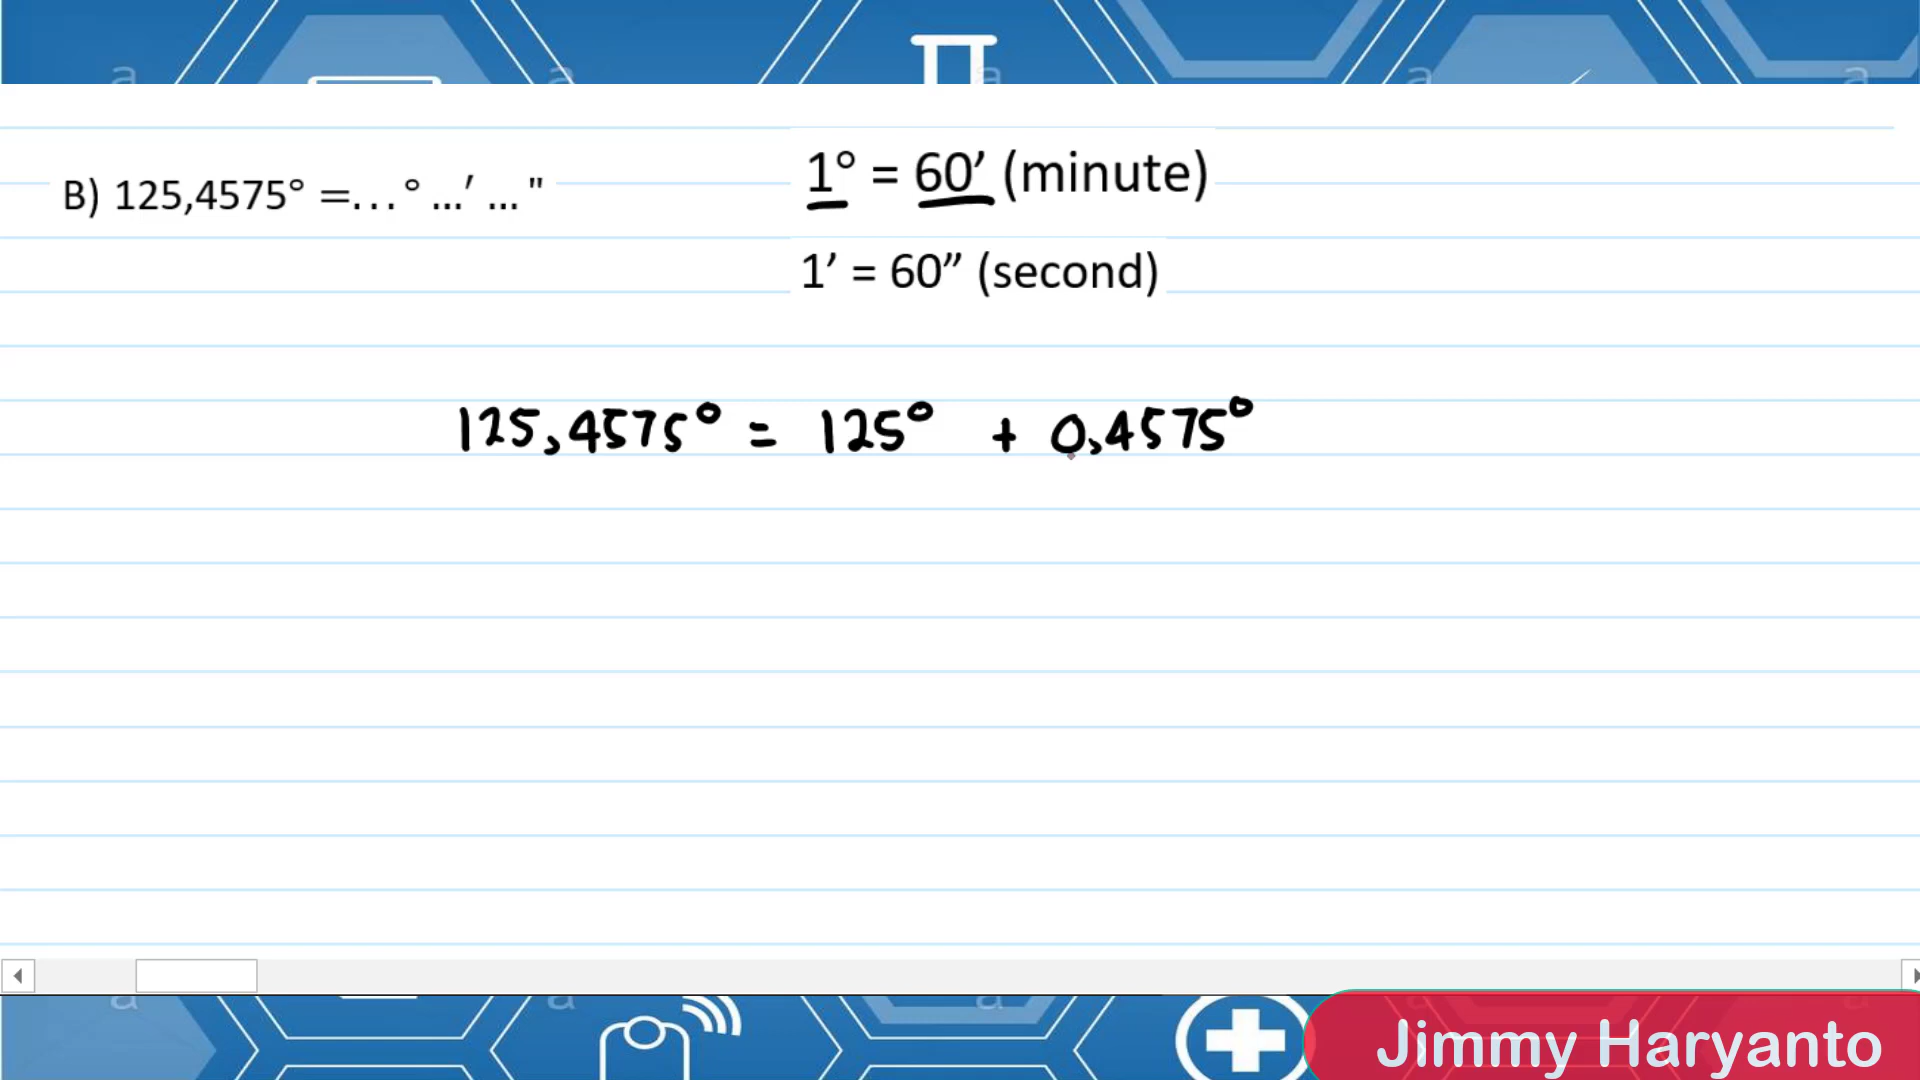 B) 125,4575° =...° ...′ ..."
1° = 60’ (minute)
1’ = 60” (second)
125,4575° = 125° + 0,4575°
Jimmy Haryanto